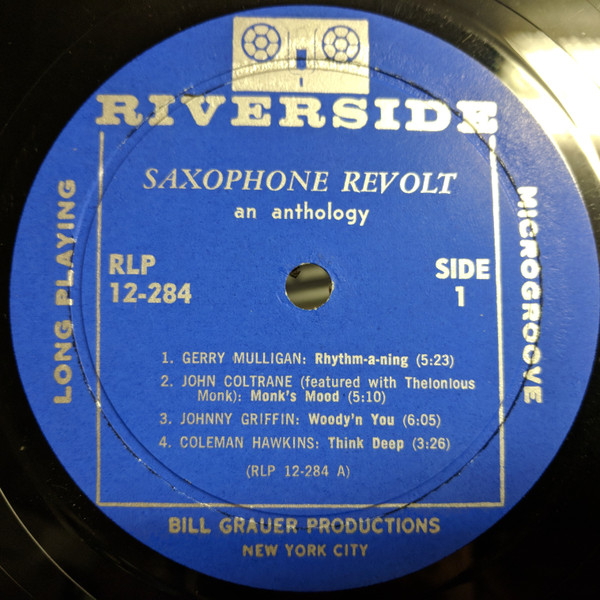 RIVERSIDE
SAXOPHONE REVOLT
an anthology
LONG PLAYING
MICROGROOVE
RLP
12-284
SIDE
1
1. GERRY MULLIGAN: Rhythm-a-ning (5:23)
2. JOHN COLTRANE (featured with Thelonious
Monk): Monk's Mood (5:10)
3. JOHNNY GRIFFIN: Woody'n You (6:05)
4. COLEMAN HAWKINS: Think Deep (3:26)
(RLP 12-284 A)
BILL GRAUER PRODUCTIONS
NEW YORK CITY